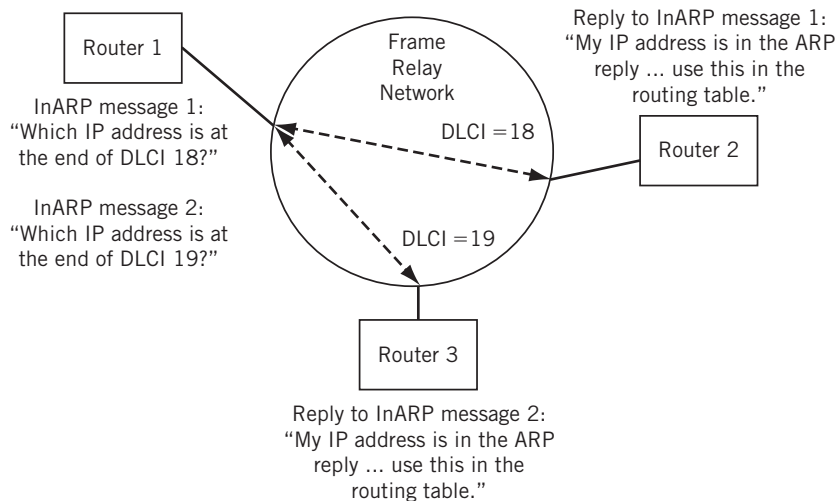 Router 1
InARP message 1:
“Which IP address is at
the end of DLCI 18?”
InARP message 2:
“Which IP address is at
the end of DLCI 19?”
Frame
Relay
Network
DLCI =18
DLCI =19
Reply to InARP message 1:
“My IP address is in the ARP
reply ... use this in the
routing table.”
Router 2
Router 3
Reply to InARP message 2:
“My IP address is in the ARP
reply ... use this in the
routing table.”